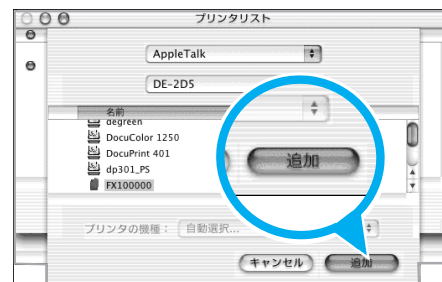 プリンタリスト
AppleTalk
DE-2D5
名前
degreen
DocuColor 1250
DocuPrint 401
dp301_PS
FX100000
追加
プリンタの機種： 自動選択...
キャンセル 追加